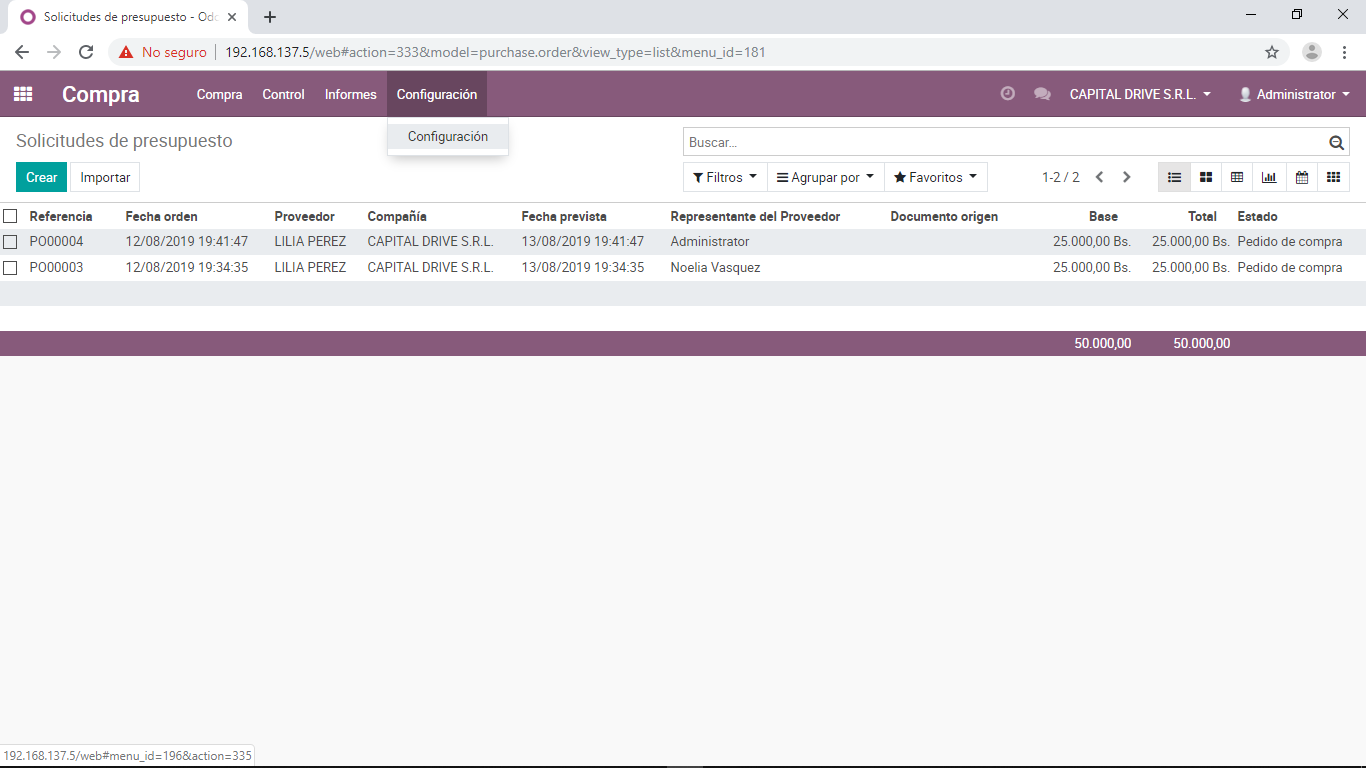 Solicitudes de presupuesto - Odo
No seguro
192.168.137.5/web#action=333&model=purchase.order&view_type=list&menu_id=181
Compra
Compra Control Informes Configuración
CAPITAL DRIVE S.R.L. Administrator
Configuración
Solicitudes de presupuesto
Buscar...
Crear Importar
Filtros Agrupar por Favoritos 1-2 / 2
Referencia Fecha orden Proveedor Compañía Fecha prevista Representante del Proveedor Documento origen Base Total Estado
PO00004 12/08/2019 19:41:47 LILIA PEREZ CAPITAL DRIVE S.R.L. 13/08/2019 19:41:47 Administrator 25.000,00 Bs. 25.000,00 Bs. Pedido de compra
PO00003 12/08/2019 19:34:35 LILIA PEREZ CAPITAL DRIVE S.R.L. 13/08/2019 19:34:35 Noelia Vasquez 25.000,00 Bs. 25.000,00 Bs. Pedido de compra
50.000,00 50.000,00
192.168.137.5/web#menu_id=196&action=335